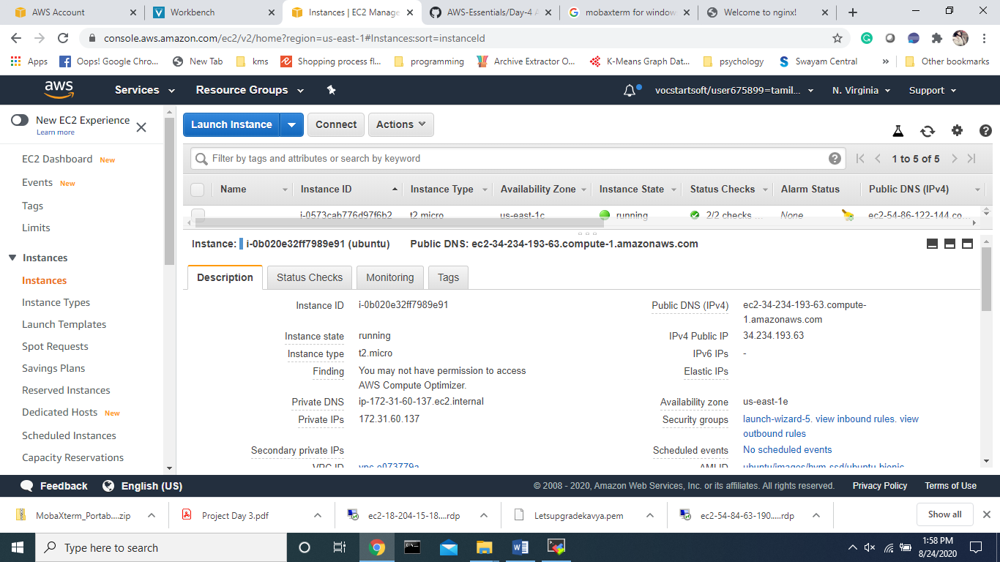 AWS Account
Workbench
Instances | EC2 Manage
AWS-Essentials/Day-4 A
mobaxterm for window
Welcome to nginx!
console.aws.amazon.com/ec2/v2/home?region=us-east-1#Instances:sort=instanceId
Apps
Oops! Google Chro...
New Tab
kms
Shopping process fl...
programming
Archive Extractor O...
K-Means Graph Dat...
psychology
Swayam Central
»
Other bookmarks
aws
Services
Resource Groups
vocstartsoft/user675899=tamil...
N. Virginia
Support
New EC2 Experience
Learn more
EC2 Dashboard New
Events New
Tags
Limits
Instances
Instances
Instance Types
Launch Templates
Spot Requests
Savings Plans
Reserved Instances
Dedicated Hosts New
Scheduled Instances
Capacity Reservations
Launch Instance
Connect
Actions
Filter by tags and attributes or search by keyword
1 to 5 of 5
Name
Instance ID
Instance Type
Availability Zone
Instance State
Status Checks
Alarm Status
Public DNS (IPv4)
i-0573cab776d97f6b2
t2.micro
us-east-1c
running
2/2 checks ...
None
ec2-54-86-122-144.co...
Instance: i-0b020e32ff7989e91 (ubuntu)
Public DNS: ec2-34-234-193-63.compute-1.amazonaws.com
Description
Status Checks
Monitoring
Tags
Instance ID i-0b020e32ff7989e91
Instance state running
Instance type t2.micro
Finding You may not have permission to access
AWS Compute Optimizer.
Private DNS ip-172-31-60-137.ec2.internal
Private IPs 172.31.60.137
Secondary private IPs
VPC ID vpc-e073779a
Public DNS (IPv4) ec2-34-234-193-63.compute-
1.amazonaws.com
IPv4 Public IP 34.234.193.63
IPv6 IPs -
Elastic IPs
Availability zone us-east-1e
Security groups launch-wizard-5. view inbound rules. view
outbound rules
Scheduled events No scheduled events
AMI ID ubuntu/images/hvm-ssd/ubuntu-bionic-
Feedback
English (US)
© 2008 - 2020, Amazon Web Services, Inc. or its affiliates. All rights reserved.
Privacy Policy
Terms of Use
MobaXterm_Portab....zip
Project Day 3.pdf
ec2-18-204-15-18....rdp
Letsupgradekavya.pem
ec2-54-84-63-190.....rdp
Show all
Type here to search
1:58 PM
8/24/2020